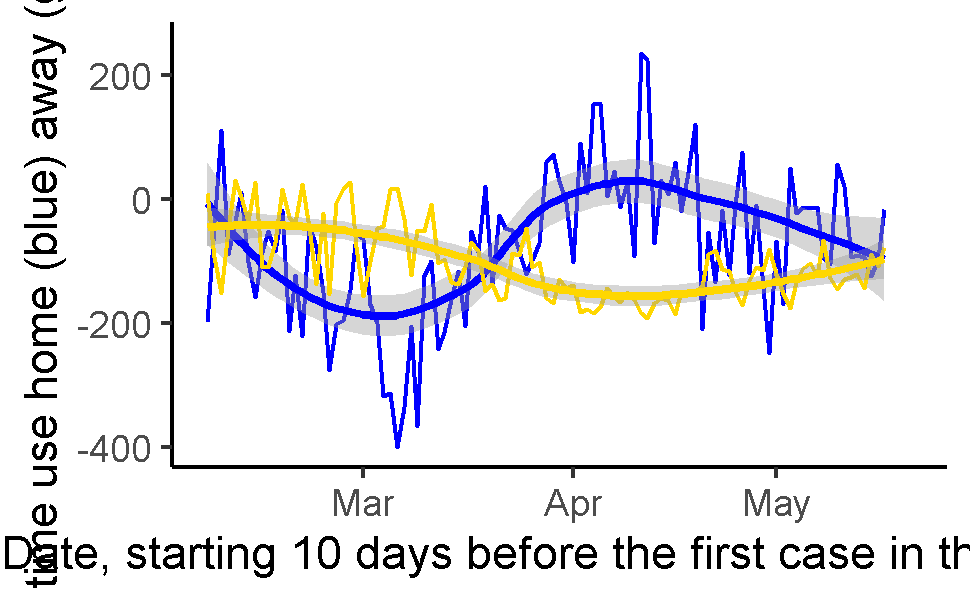 time use home (blue) away (
200
0
-200
-400
Mar Apr May
Date, starting 10 days before the first case in th